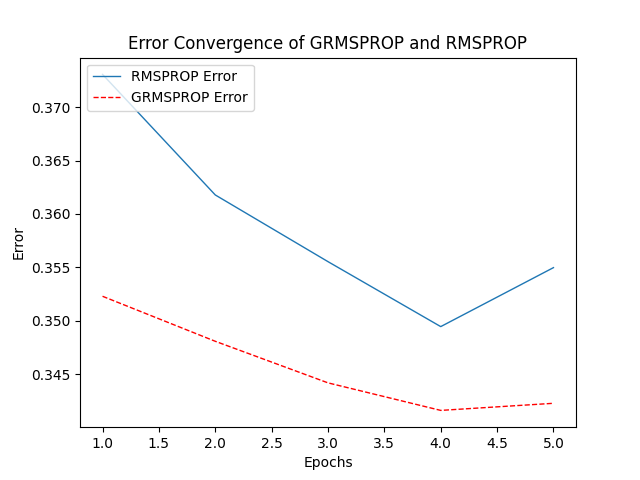 Error Convergence of GRMSPROP and RMSPROP
RMSPROP Error
GRMSPROP Error
0.370
0.365
0.360
0.355
0.350
0.345
Error
1.0 1.5 2.0 2.5 3.0 3.5 4.0 4.5 5.0
Epochs